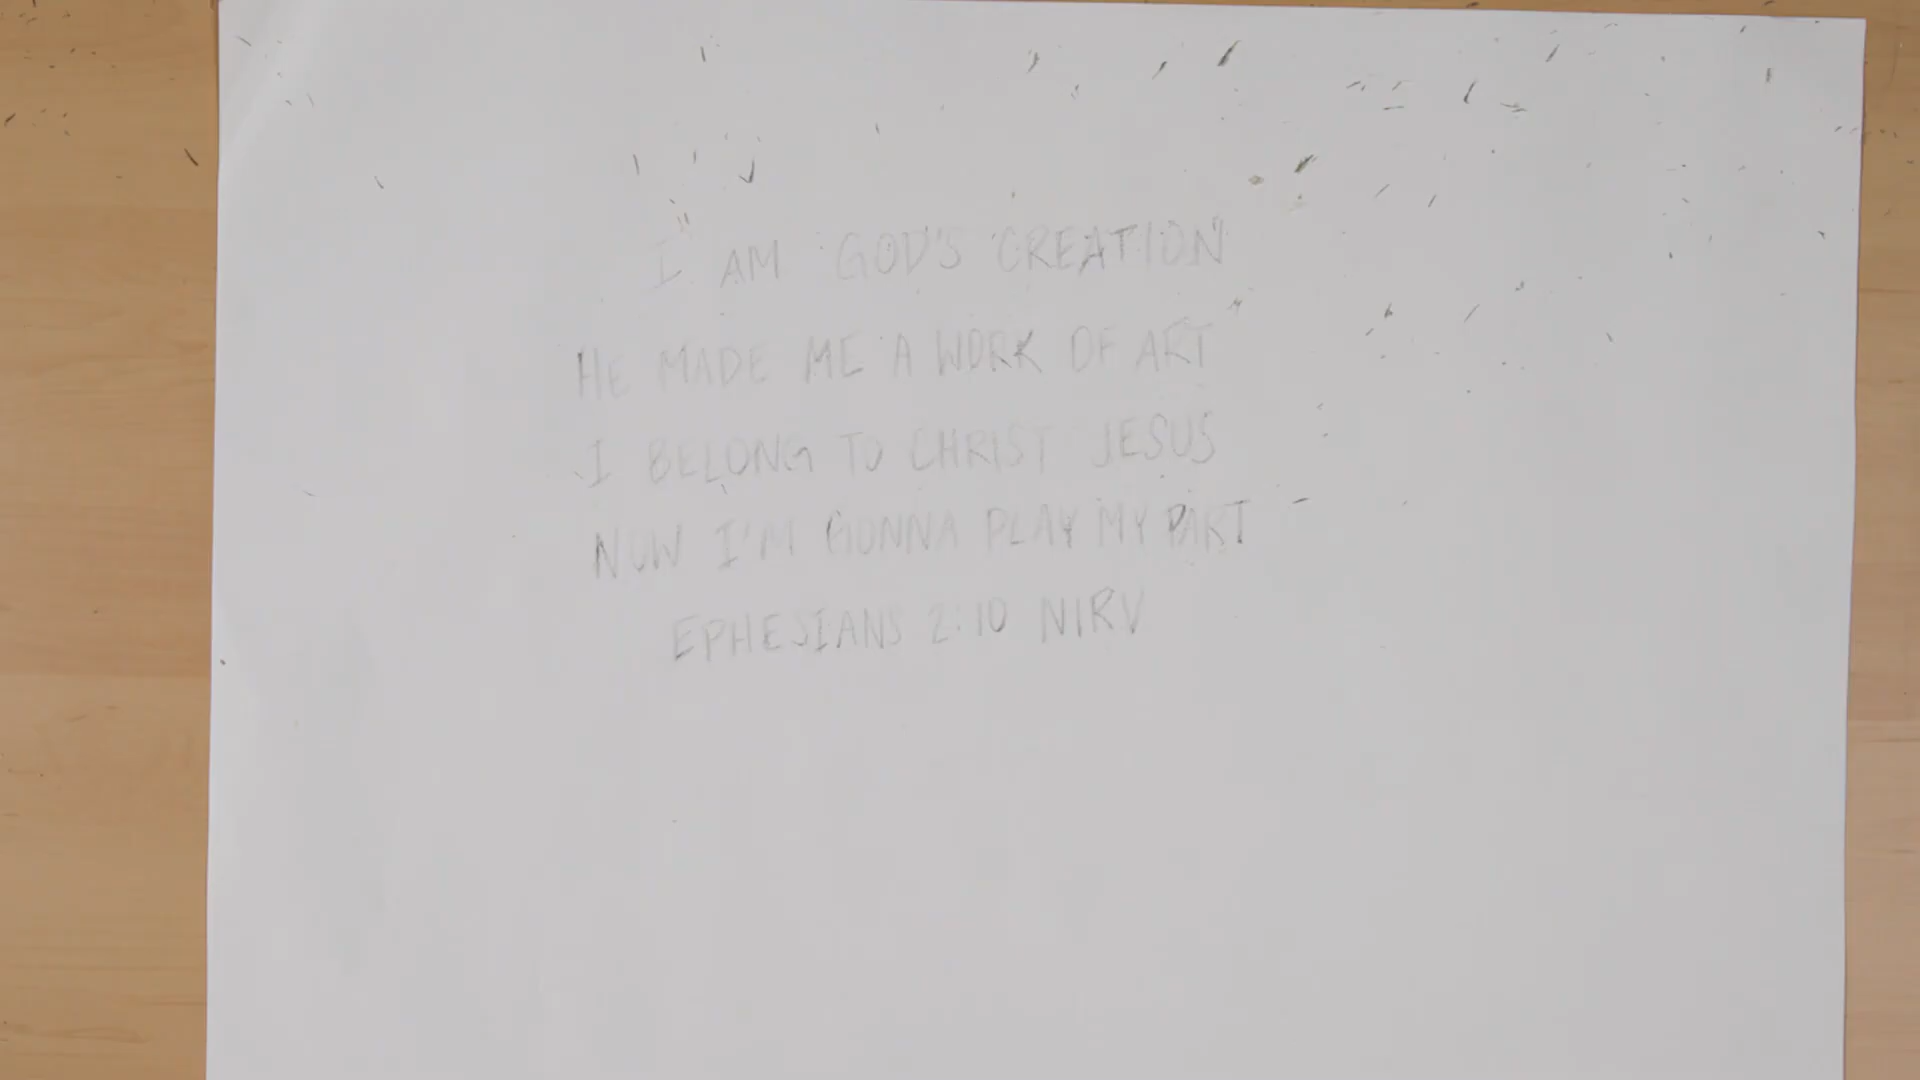 I AM GOD'S CREATION
HE MADE ME A WORK OF ART
I BELONG TO CHRIST JESUS
NOW I'M GONNA PLAY MY PART
EPHESIANS 2:10 NIRV